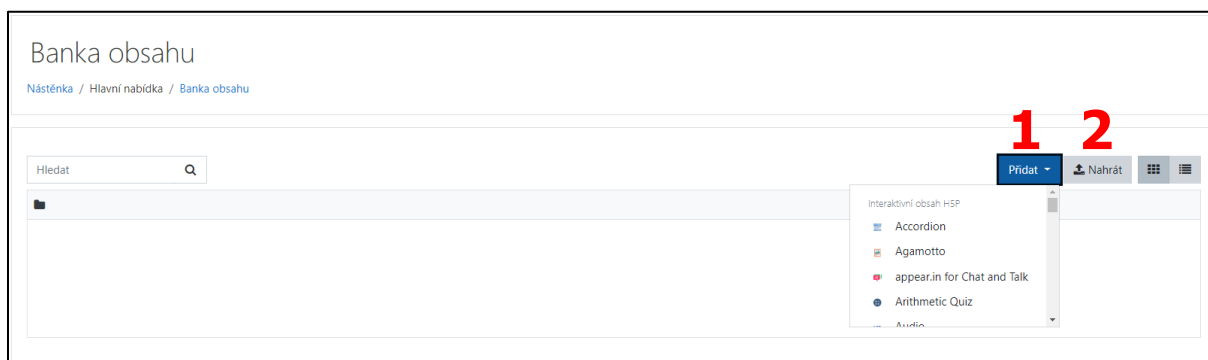 Banka obsahu
Nástěnka / Hlavní nabídka / Banka obsahu
1 2
Hledat
Přidat Nahrát
Interaktivní obsah H5P
Accordion
Agamotto
appear.in for Chat and Talk
Arithmetic Quiz
Audio